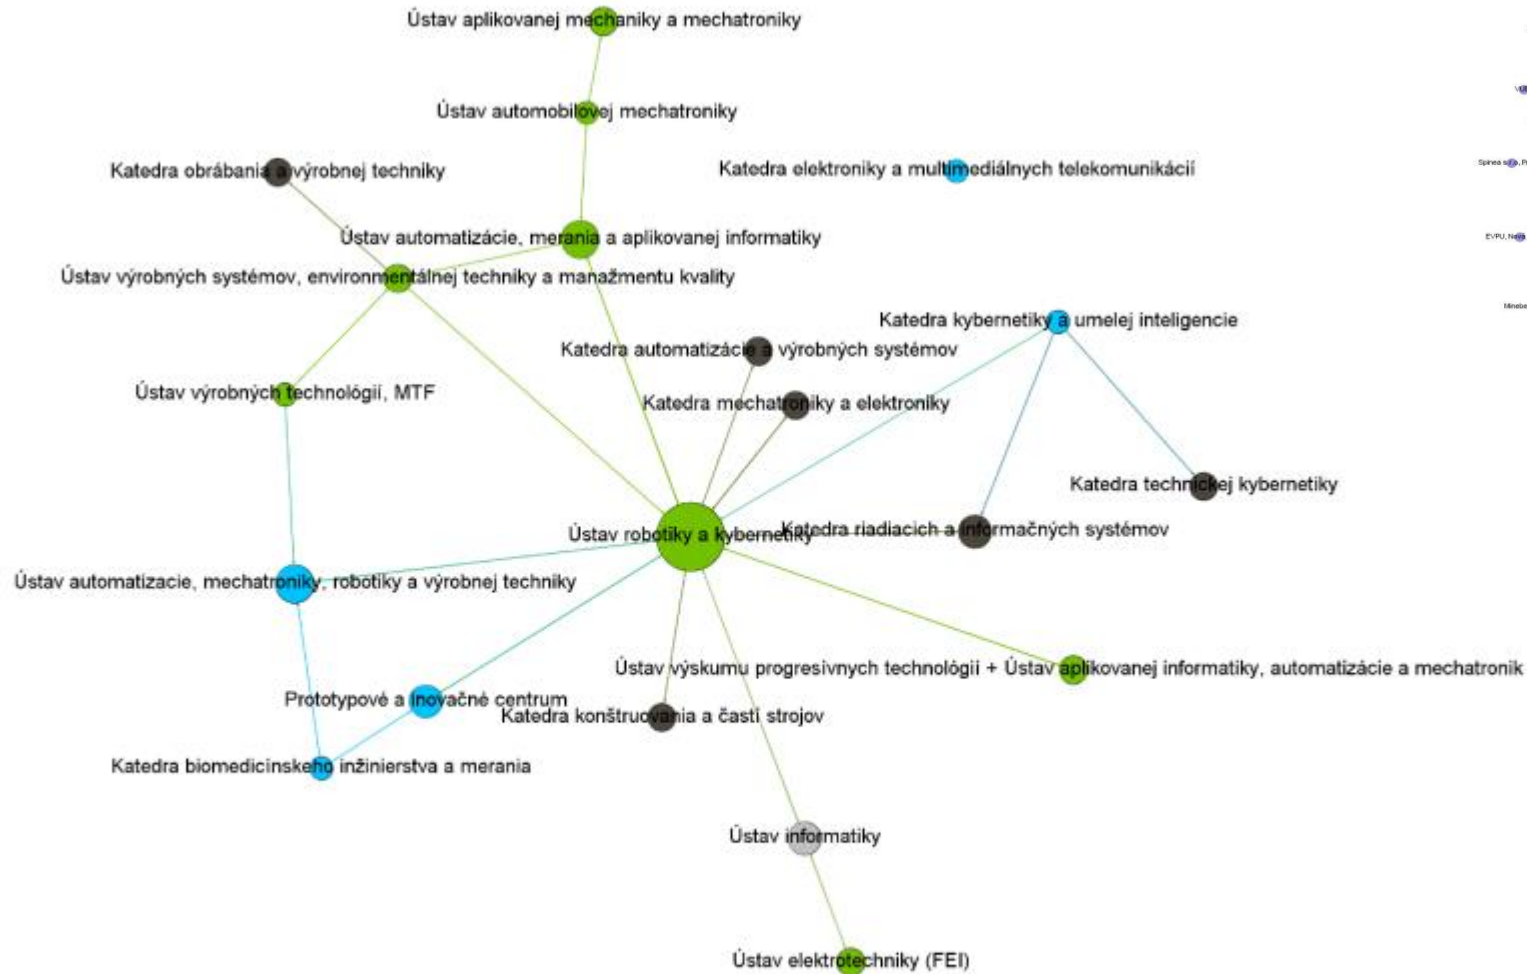 Ústav aplikovanej mechaniky a mechatroniky
Ústav automobilovej mechatroniky
Katedra obrábania a výrobnej techniky
Katedra elektroniky a multimediálnych telekomunikácií
Spinea s.r.o, Pr
Ústav automatizácie, merania a aplikovanej informatiky
EVPU, Nová
Ústav výrobných systémov, environmentálnej techniky a manažmentu kvality
Katedra kybernetiky a umelej inteligencie
Katedra automatizácie a výrobných systémov
Ústav výrobných technológií, MTF
Katedra mechatroniky a elektroniky
Katedra technickej kybernetiky
Ústav robotiky a kybernetiky
Katedra riadiacich a informačných systémov
Ústav automatizacie, mechatroniky, robotiky a výrobnej techniky
Ústav výskumu progresívnych technológií + Ústav aplikovanej informatiky, automatizácie a mechatronik
Prototypové a inovačné centrum
Katedra konštruovania a častí strojov
Katedra biomedicínskeho inžinierstva a merania
Ústav informatiky
Ústav elektrotechniky (FEI)